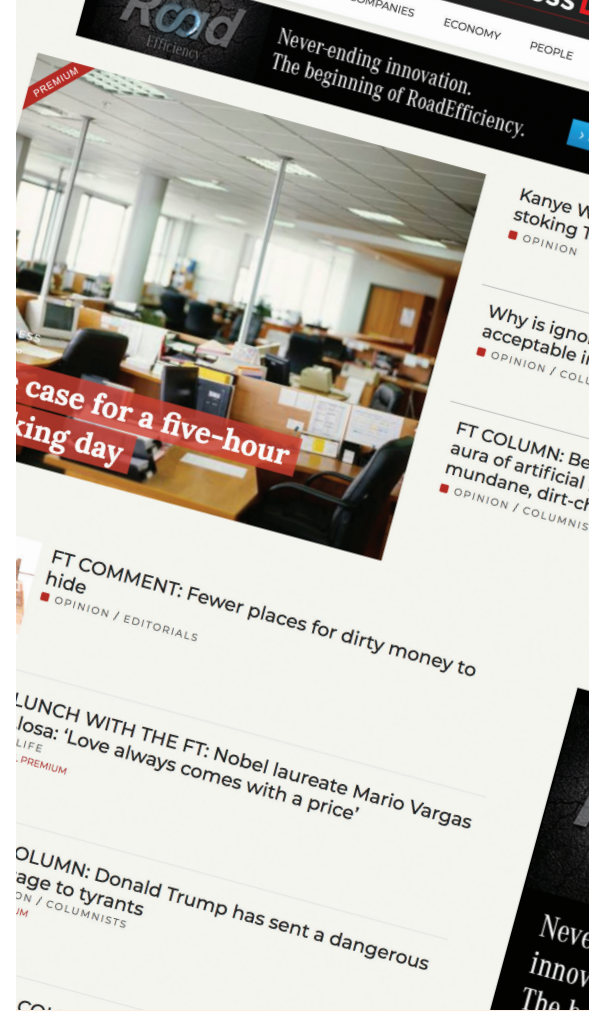 COMPANIES
ECONOMY
PEOPLE
Road
Efficiency
Never-ending innovation.
The beginning of RoadEfficiency.
PREMIUM
case for a five-hour
king day
Kanye W
stoking T
OPINION
Why is igno
acceptable i
OPINION / COLU
FT COLUMN: Be
aura of artificial
mundane, dirt-ch
OPINION / COLUMNIS
FT COMMENT: Fewer places for dirty money to
hide
OPINION / EDITORIALS
LUNCH WITH THE FT: Nobel laureate Mario Vargas
losa: ‘Love always comes with a price’
LIFE
PREMIUM
OLUMN: Donald Trump has sent a dangerous
age to tyrants
ON / COLUMNISTS
UM
Neve
innov
The b